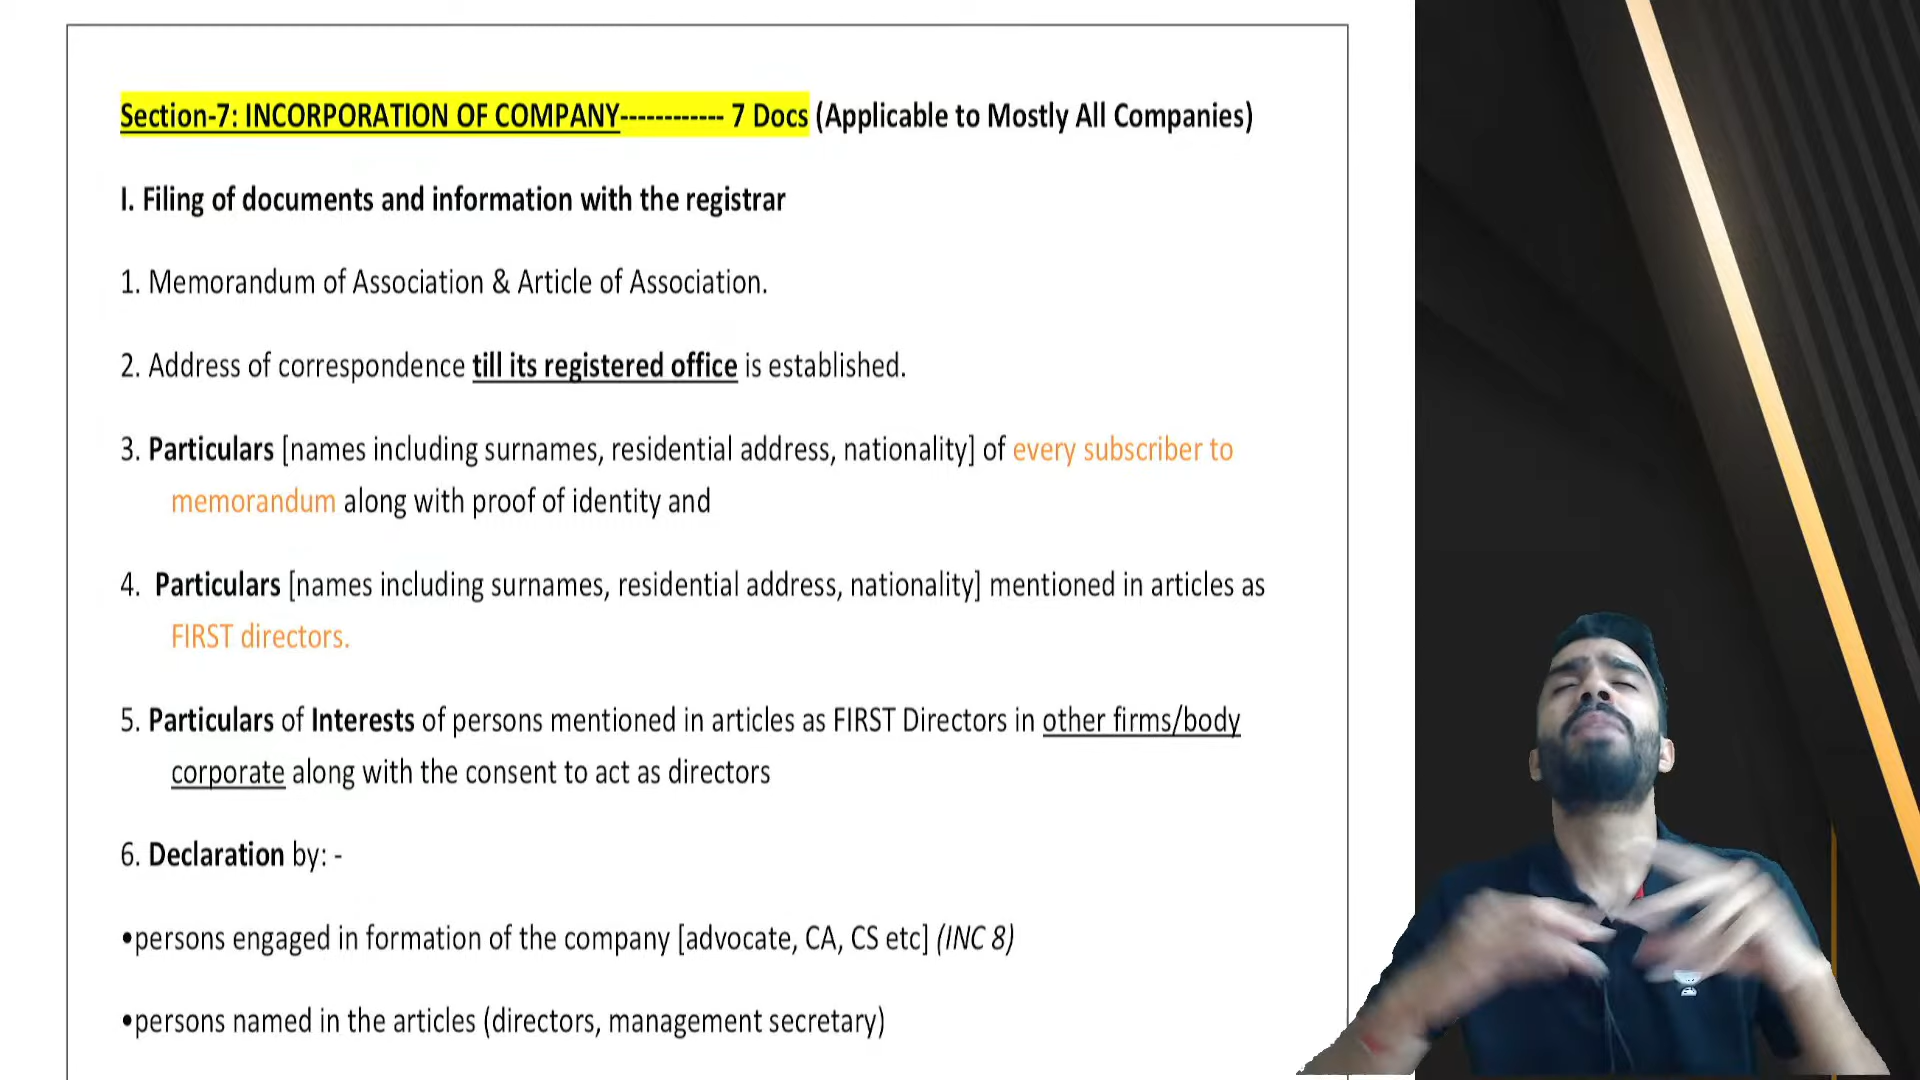 Section-7: INCORPORATION OF COMPANY------------ 7 Docs (Applicable to Mostly All Companies)
I. Filing of documents and information with the registrar
1. Memorandum of Association & Article of Association.
2. Address of correspondence till its registered office is established.
3. Particulars [names including surnames, residential address, nationality] of every subscriber to
memorandum along with proof of identity and
4. Particulars [names including surnames, residential address, nationality] mentioned in articles as
FIRST directors.
5. Particulars of Interests of persons mentioned in articles as FIRST Directors in other firms/body
corporate along with the consent to act as directors
6. Declaration by: -
•persons engaged in formation of the company [advocate, CA, CS etc] (INC 8)
•persons named in the articles (directors, management secretary)